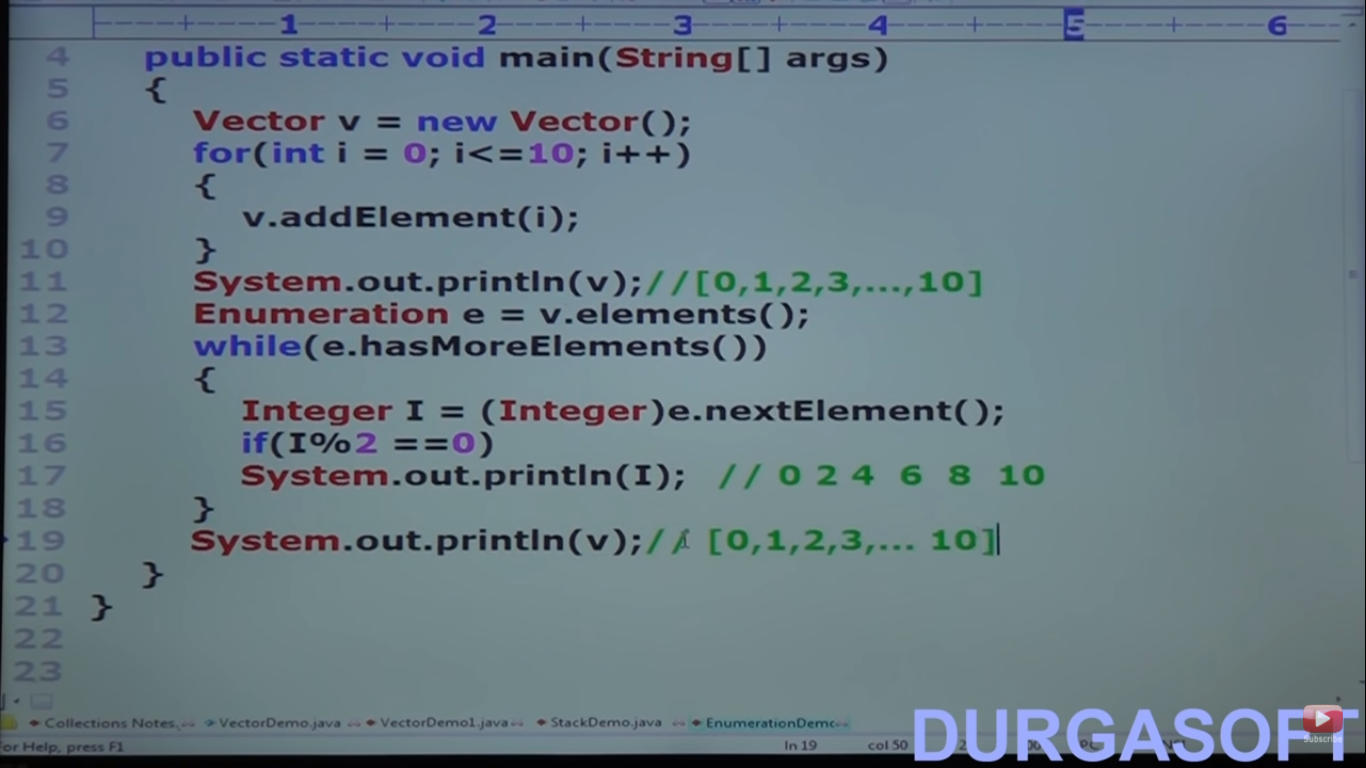 1 2 3 4 5 6
4 public static void main(String[] args)
5 {
6 Vector v = new Vector();
7 for(int i = 0; i<=10; i++)
8 {
9 v.addElement(i);
10 }
11 System.out.println(v);//[0,1,2,3,...,10]
12 Enumeration e = v.elements();
13 while(e.hasMoreElements())
14 {
15 Integer I = (Integer)e.nextElement();
16 if(I%2 ==0)
17 System.out.println(I); // 0 2 4 6 8 10
18 }
19 System.out.println(v);// [0,1,2,3,... 10]
20 }
21 }
22
23
Collections Notes. VectorDemo.java VectorDemo1.java StackDemo.java EnumerationDemo
or Help, press F1 ln 19 col 50
DURGASOFT
Subscribe